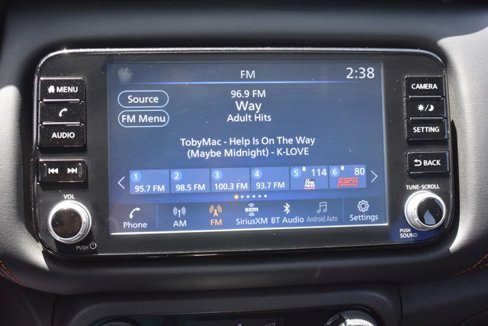 FM
2:38
MENU
AUDIO
VOL
PUSH
Source
FM Menu
96.9 FM
Way
Adult Hits
TobyMac - Help Is On The Way
(Maybe Midnight) - K-LOVE
1 2 3 4 5 114 6 80
95.7 FM 98.5 FM 100.3 FM 93.7 FM
Phone AM FM SiriusXM BT Audio Android Auto Settings
CAMERA
SETTING
BACK
TUNE·SCROLL
PUSH
SOUND